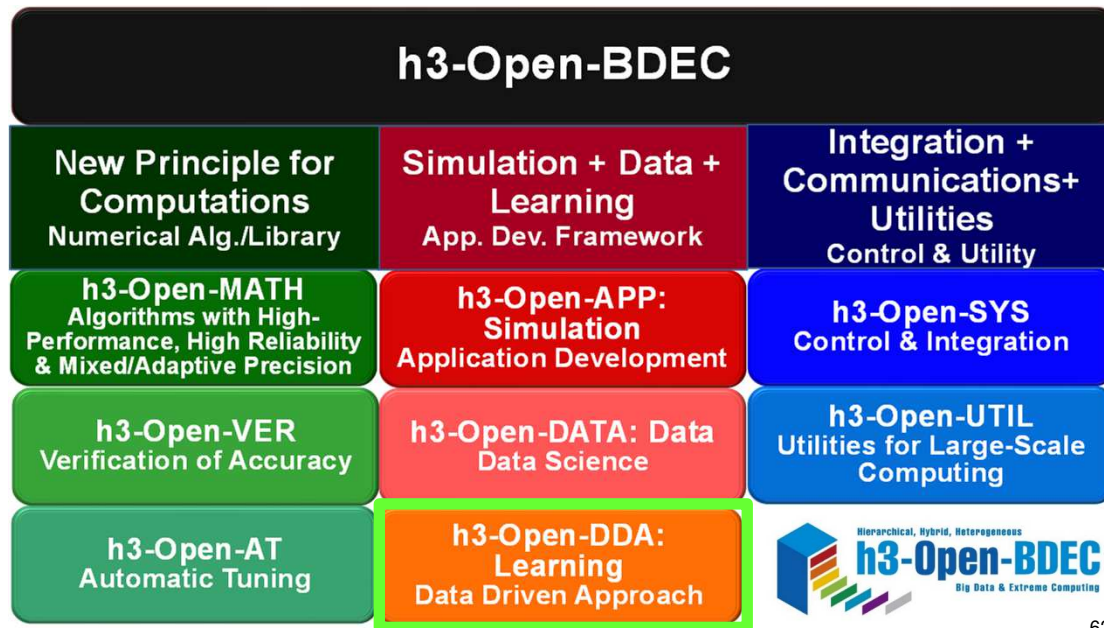 h3-Open-BDEC
New Principle for
Computations
Numerical Alg./Library
Simulation + Data +
Learning
App. Dev. Framework
Integration +
Communications+
Utilities
Control & Utility
h3-Open-MATH
Algorithms with High-
Performance, High Reliability
& Mixed/Adaptive Precision
h3-Open-APP:
Simulation
Application Development
h3-Open-SYS
Control & Integration
h3-Open-VER
Verification of Accuracy
h3-Open-DATA: Data
Data Science
h3-Open-UTIL
Utilities for Large-Scale
Computing
h3-Open-AT
Automatic Tuning
h3-Open-DDA:
Learning
Data Driven Approach
Hierarchical, Hybrid, Heterogeneous
h3-Open-BDEC
Big Data & Extreme Computing